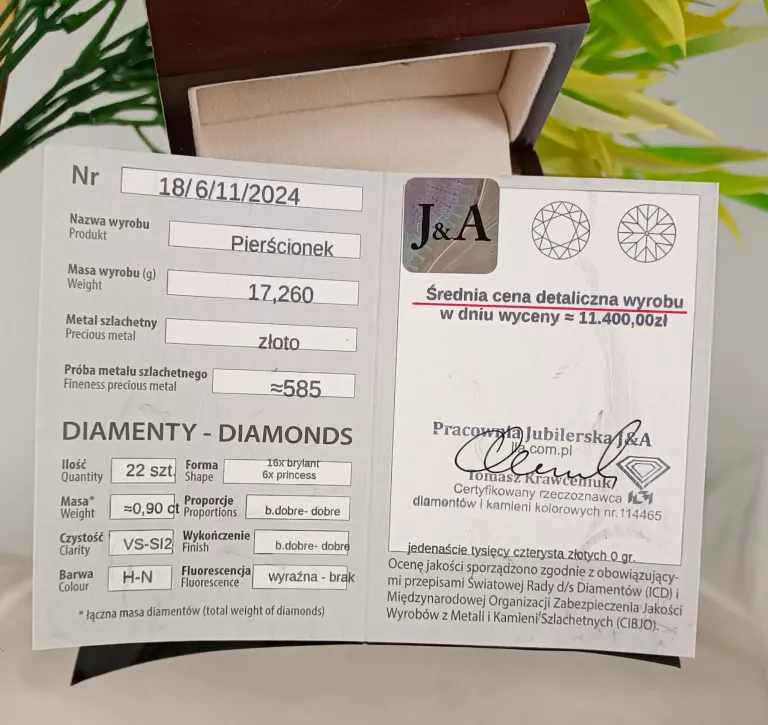 Nr 18/6/11/2024
Nazwa wyrobu
Produkt
Pierścionek
Masa wyrobu (g)
Weight
17,260
Metal szlachetny
Precious metal
złoto
Próba metalu szlachetnego
Fineness precious metal
≈585
DIAMENTY - DIAMONDS
Ilość
Quantity
22 szt.
Forma
Shape
16x brylant
6x princess
Masa*
Weight
≈0,90 ct
Proporcje
Proportions
b.dobre- dobre
Czystość
Clarity
VS-SI2
Wykończenie
Finish
b.dobre- dobre
Barwa
Colour
H-N
Fluorescencja
Fluorescence
wyraźna - brak
* łączna masa diamentów (total weight of diamonds)
J&A
Średnia cena detaliczna wyrobu
w dniu wyceny ≈ 11.400,00zł
Pracownia Jubilerska J&A
.com.pl
Tomasz Krawceniuk
Certyfikowany rzeczoznawca
diamentów i kamieni kolorowych nr.114465
jedenaście tysięcy czterysta złotych 0 gr.
Ocenę jakości sporządzono zgodnie z obowiązujący-
mi przepisami Światowej Rady d/s Diamentów (ICD) i
Międzynarodowej Organizacji Zabezpieczenia Jakości
Wyrobów z Metali i Kamieni Szlachetnych (CIBJO).